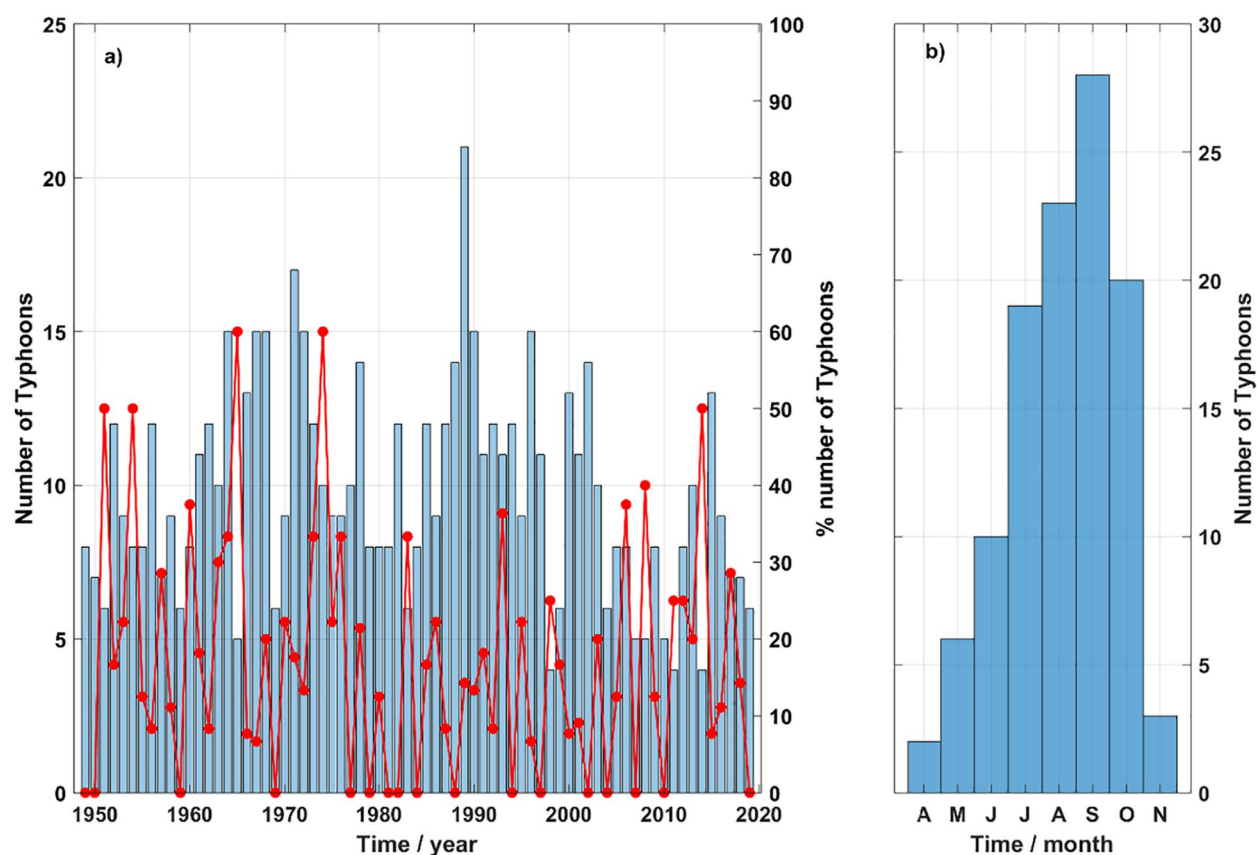 a)
25
20
15
10
5
0
Number of Typhoons
100
90
80
70
60
50
40
30
20
10
0
% number of Typhoons
1950 1960 1970 1980 1990 2000 2010 2020
Time / year
b)
30
25
20
15
10
5
0
Number of Typhoons
A M J J A S O N
Time / month